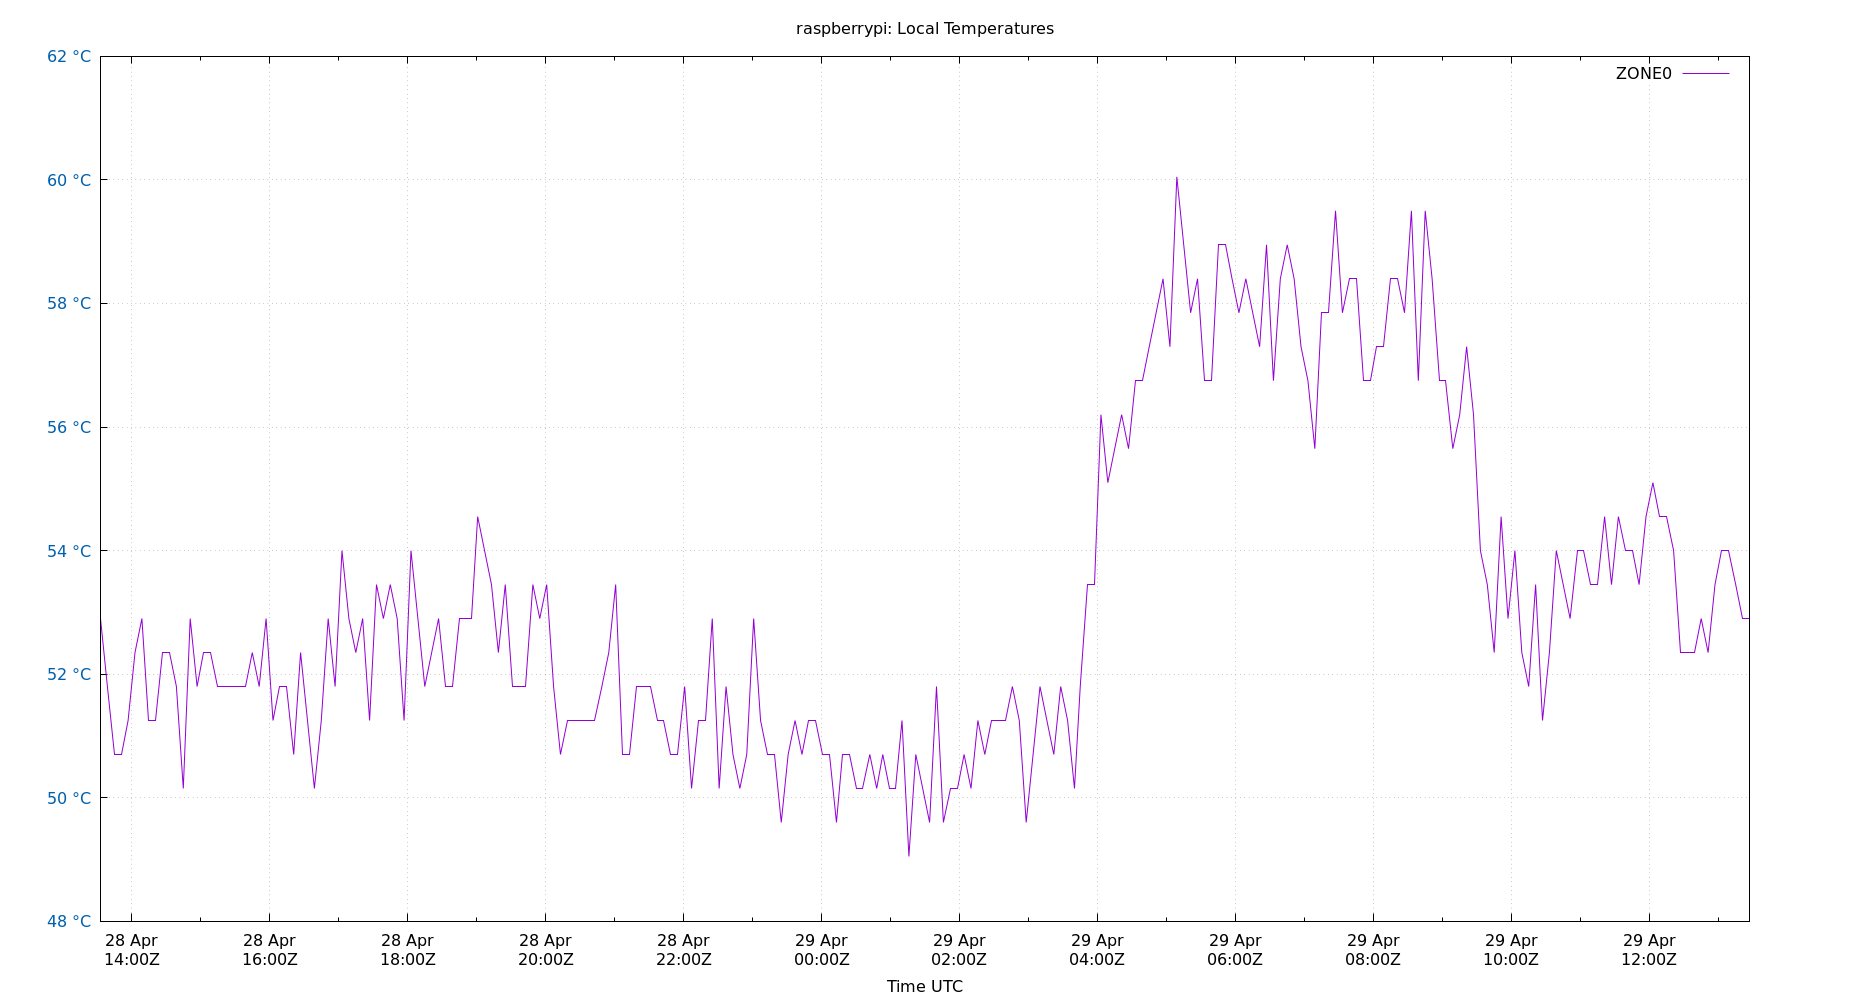 raspberrypi: Local Temperatures
62 °C
ZONE0
60 °C
58 °C
56 °C
54 °C
52 °C
50 °C
48 °C
28 Apr 28 Apr 28 Apr 28 Apr 28 Apr 29 Apr 29 Apr 29 Apr 29 Apr 29 Apr 29 Apr 29 Apr
14:00Z 16:00Z 18:00Z 20:00Z 22:00Z 00:00Z 02:00Z 04:00Z 06:00Z 08:00Z 10:00Z 12:00Z
Time UTC